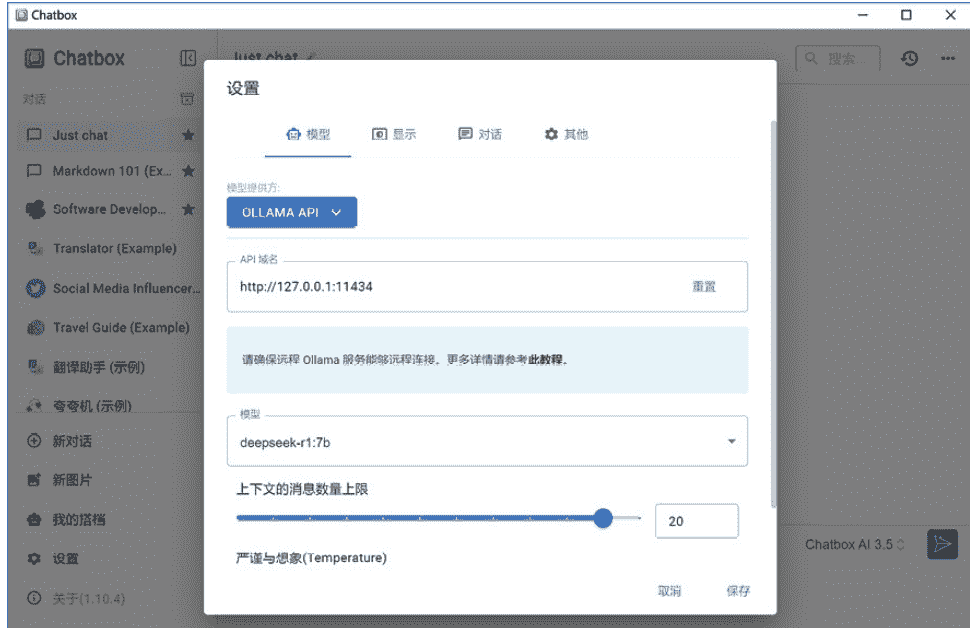 Chatbox
Chatbox
Just chat
搜索...
对话
Just chat
Markdown 101 (Ex...
Software Develop...
Translator (Example)
Social Media Influencer...
Travel Guide (Example)
翻译助手 (示例)
夸夸机 (示例)
新对话
新图片
我的搭档
设置
关于(1.10.4)
设置
模型
显示
对话
其他
模型提供方:
OLLAMA API
API 域名
http://127.0.0.1:11434
重置
请确保远程 Ollama 服务能够远程连接。更多详情请参考此教程。
模型
deepseek-r1:7b
上下文的消息数量上限
20
严谨与想象(Temperature)
取消
保存
Chatbox AI 3.5